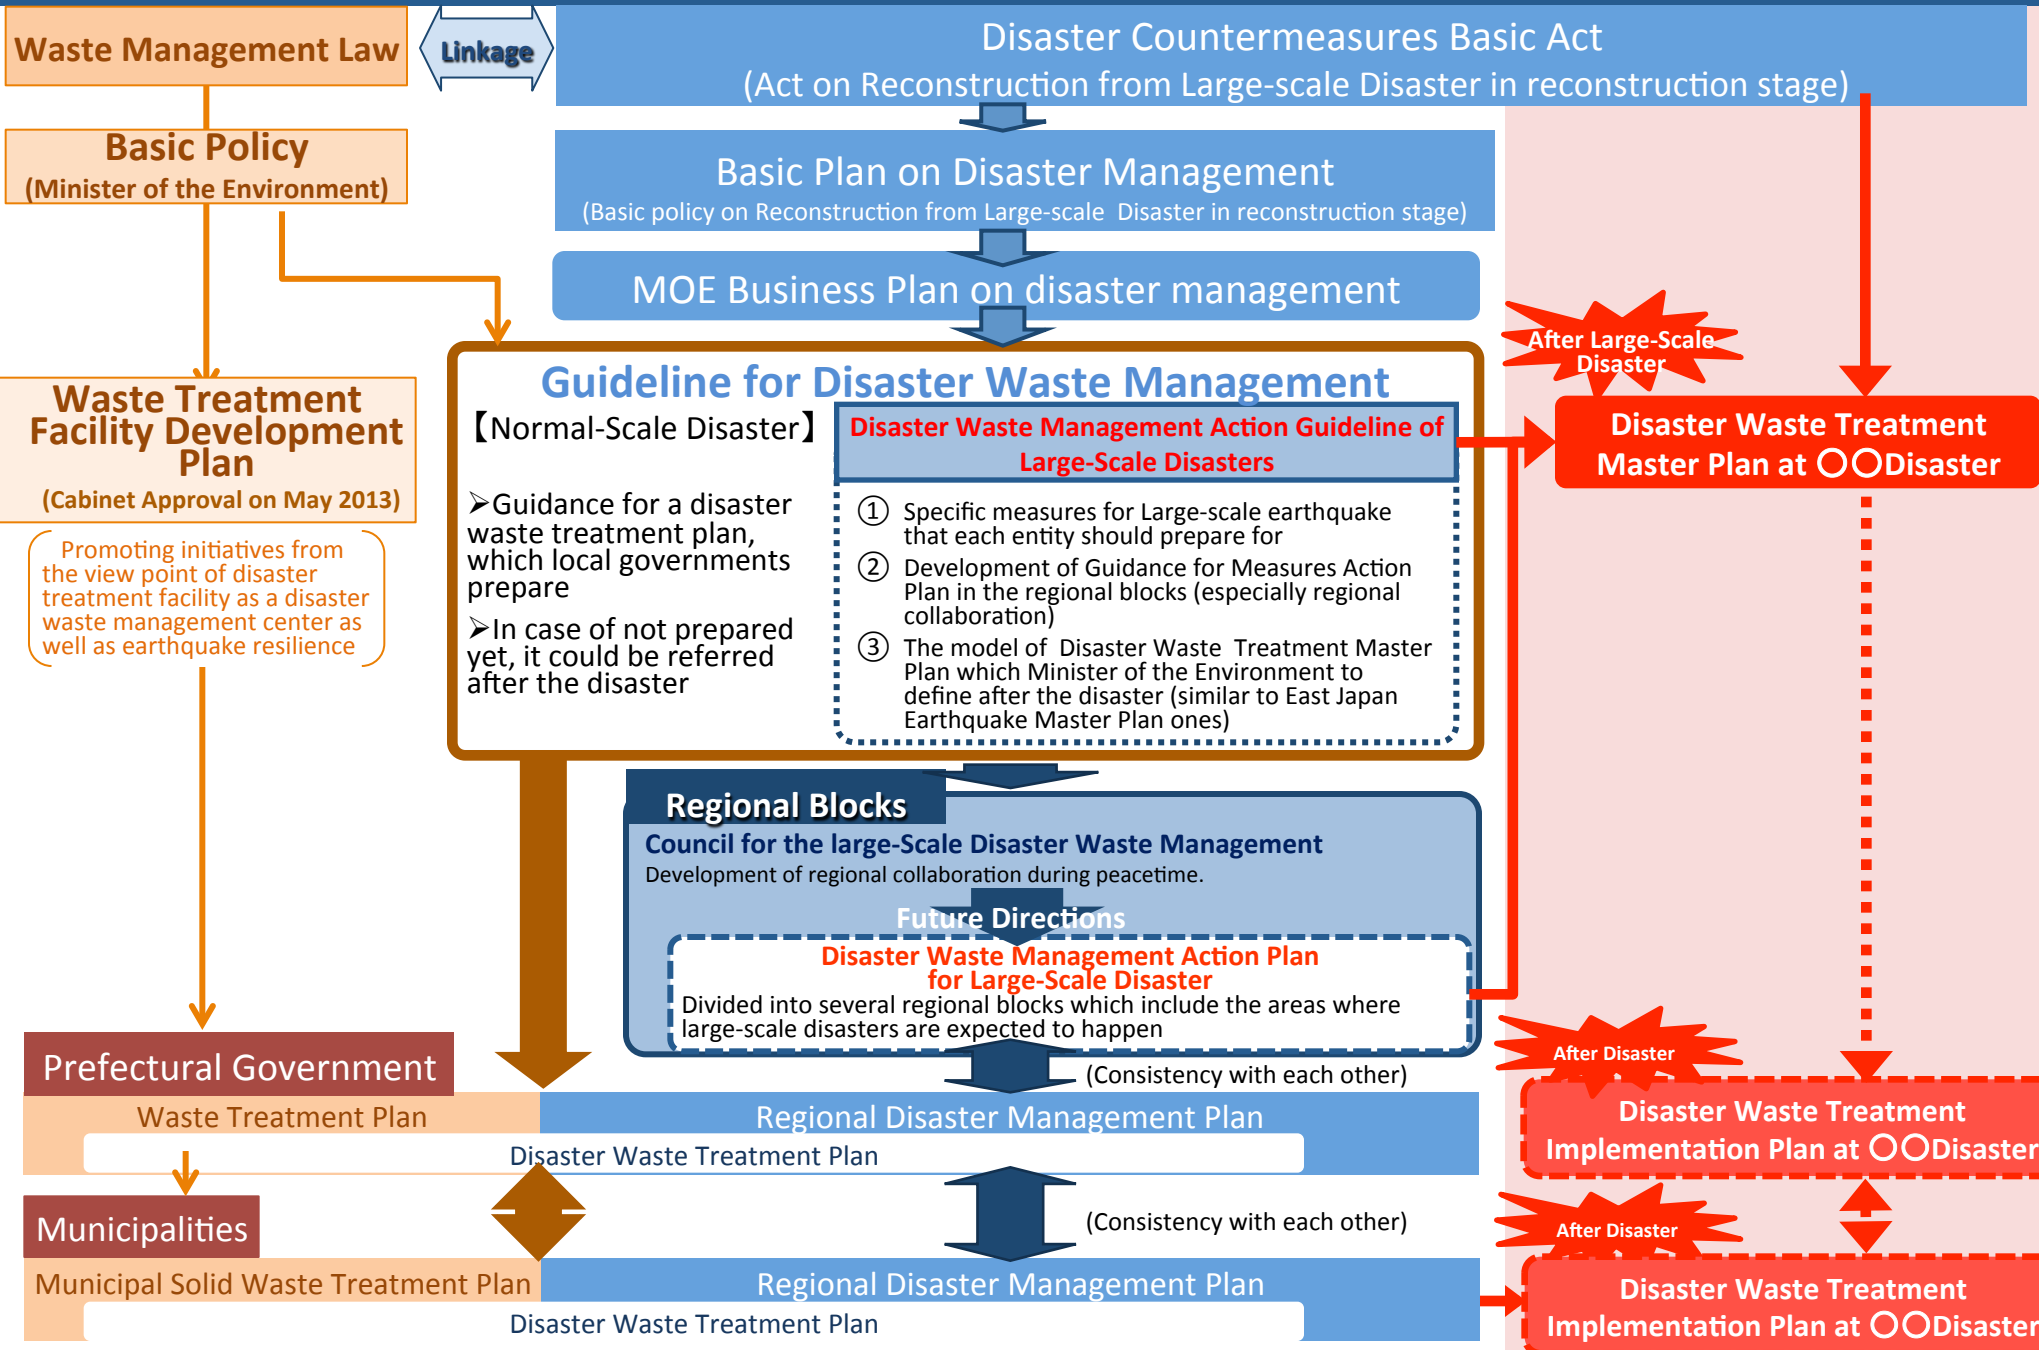 Waste Management Law
Linkage
Disaster Countermeasures Basic Act
(Act on Reconstruction from Large-scale Disaster in reconstruction stage)
Basic Policy
(Minister of the Environment)
Basic Plan on Disaster Management
(Basic policy on Reconstruction from Large-scale Disaster in reconstruction stage)
MOE Business Plan on disaster management
Waste Treatment
Facility Development
Plan
(Cabinet Approval on May 2013)
Promoting initiatives from
the view point of disaster
treatment facility as a disaster
waste management center as
well as earthquake resilience
Guideline for Disaster Waste Management
【Normal-Scale Disaster】
➢Guidance for a disaster
waste treatment plan,
which local governments
prepare
➢In case of not prepared
yet, it could be referred
after the disaster
Disaster Waste Management Action Guideline of
Large-Scale Disasters
① Specific measures for Large-scale earthquake
that each entity should prepare for
② Development of Guidance for Measures Action
Plan in the regional blocks (especially regional
collaboration)
③ The model of Disaster Waste Treatment Master
Plan which Minister of the Environment to
define after the disaster (similar to East Japan
Earthquake Master Plan ones)
After Large-Scale
Disaster
Disaster Waste Treatment
Master Plan at 〇〇Disaster
Regional Blocks
Council for the large-Scale Disaster Waste Management
Development of regional collaboration during peacetime.
Future Directions
Disaster Waste Management Action Plan
for Large-Scale Disaster
Divided into several regional blocks which include the areas where
large-scale disasters are expected to happen
(Consistency with each other)
Prefectural Government
Waste Treatment Plan
Regional Disaster Management Plan
Disaster Waste Treatment Plan
After Disaster
Disaster Waste Treatment
Implementation Plan at 〇〇Disaster
(Consistency with each other)
Municipalities
Municipal Solid Waste Treatment Plan
Regional Disaster Management Plan
Disaster Waste Treatment Plan
After Disaster
Disaster Waste Treatment
Implementation Plan at 〇〇Disaster